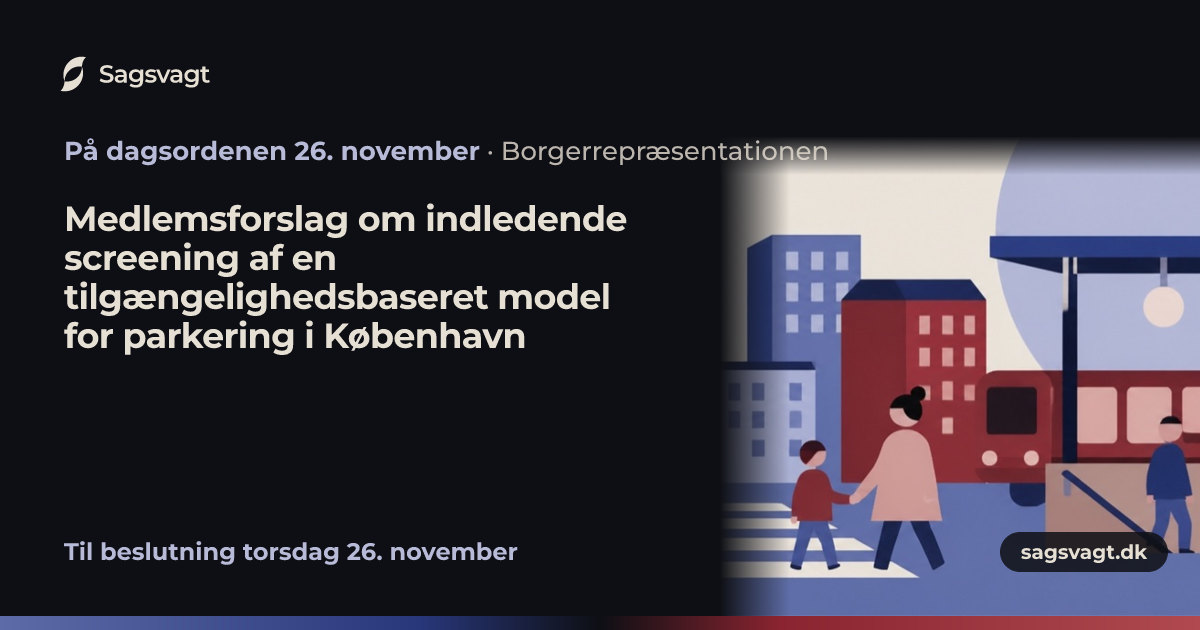 Sagsvagt
På dagsordenen 26. november · Borgerrepræsentationen
Medlemsforslag om indledende
screening af en
tilgængelighedsbaseret model
for parkering i København
Til beslutning torsdag 26. november
sagsvagt.dk